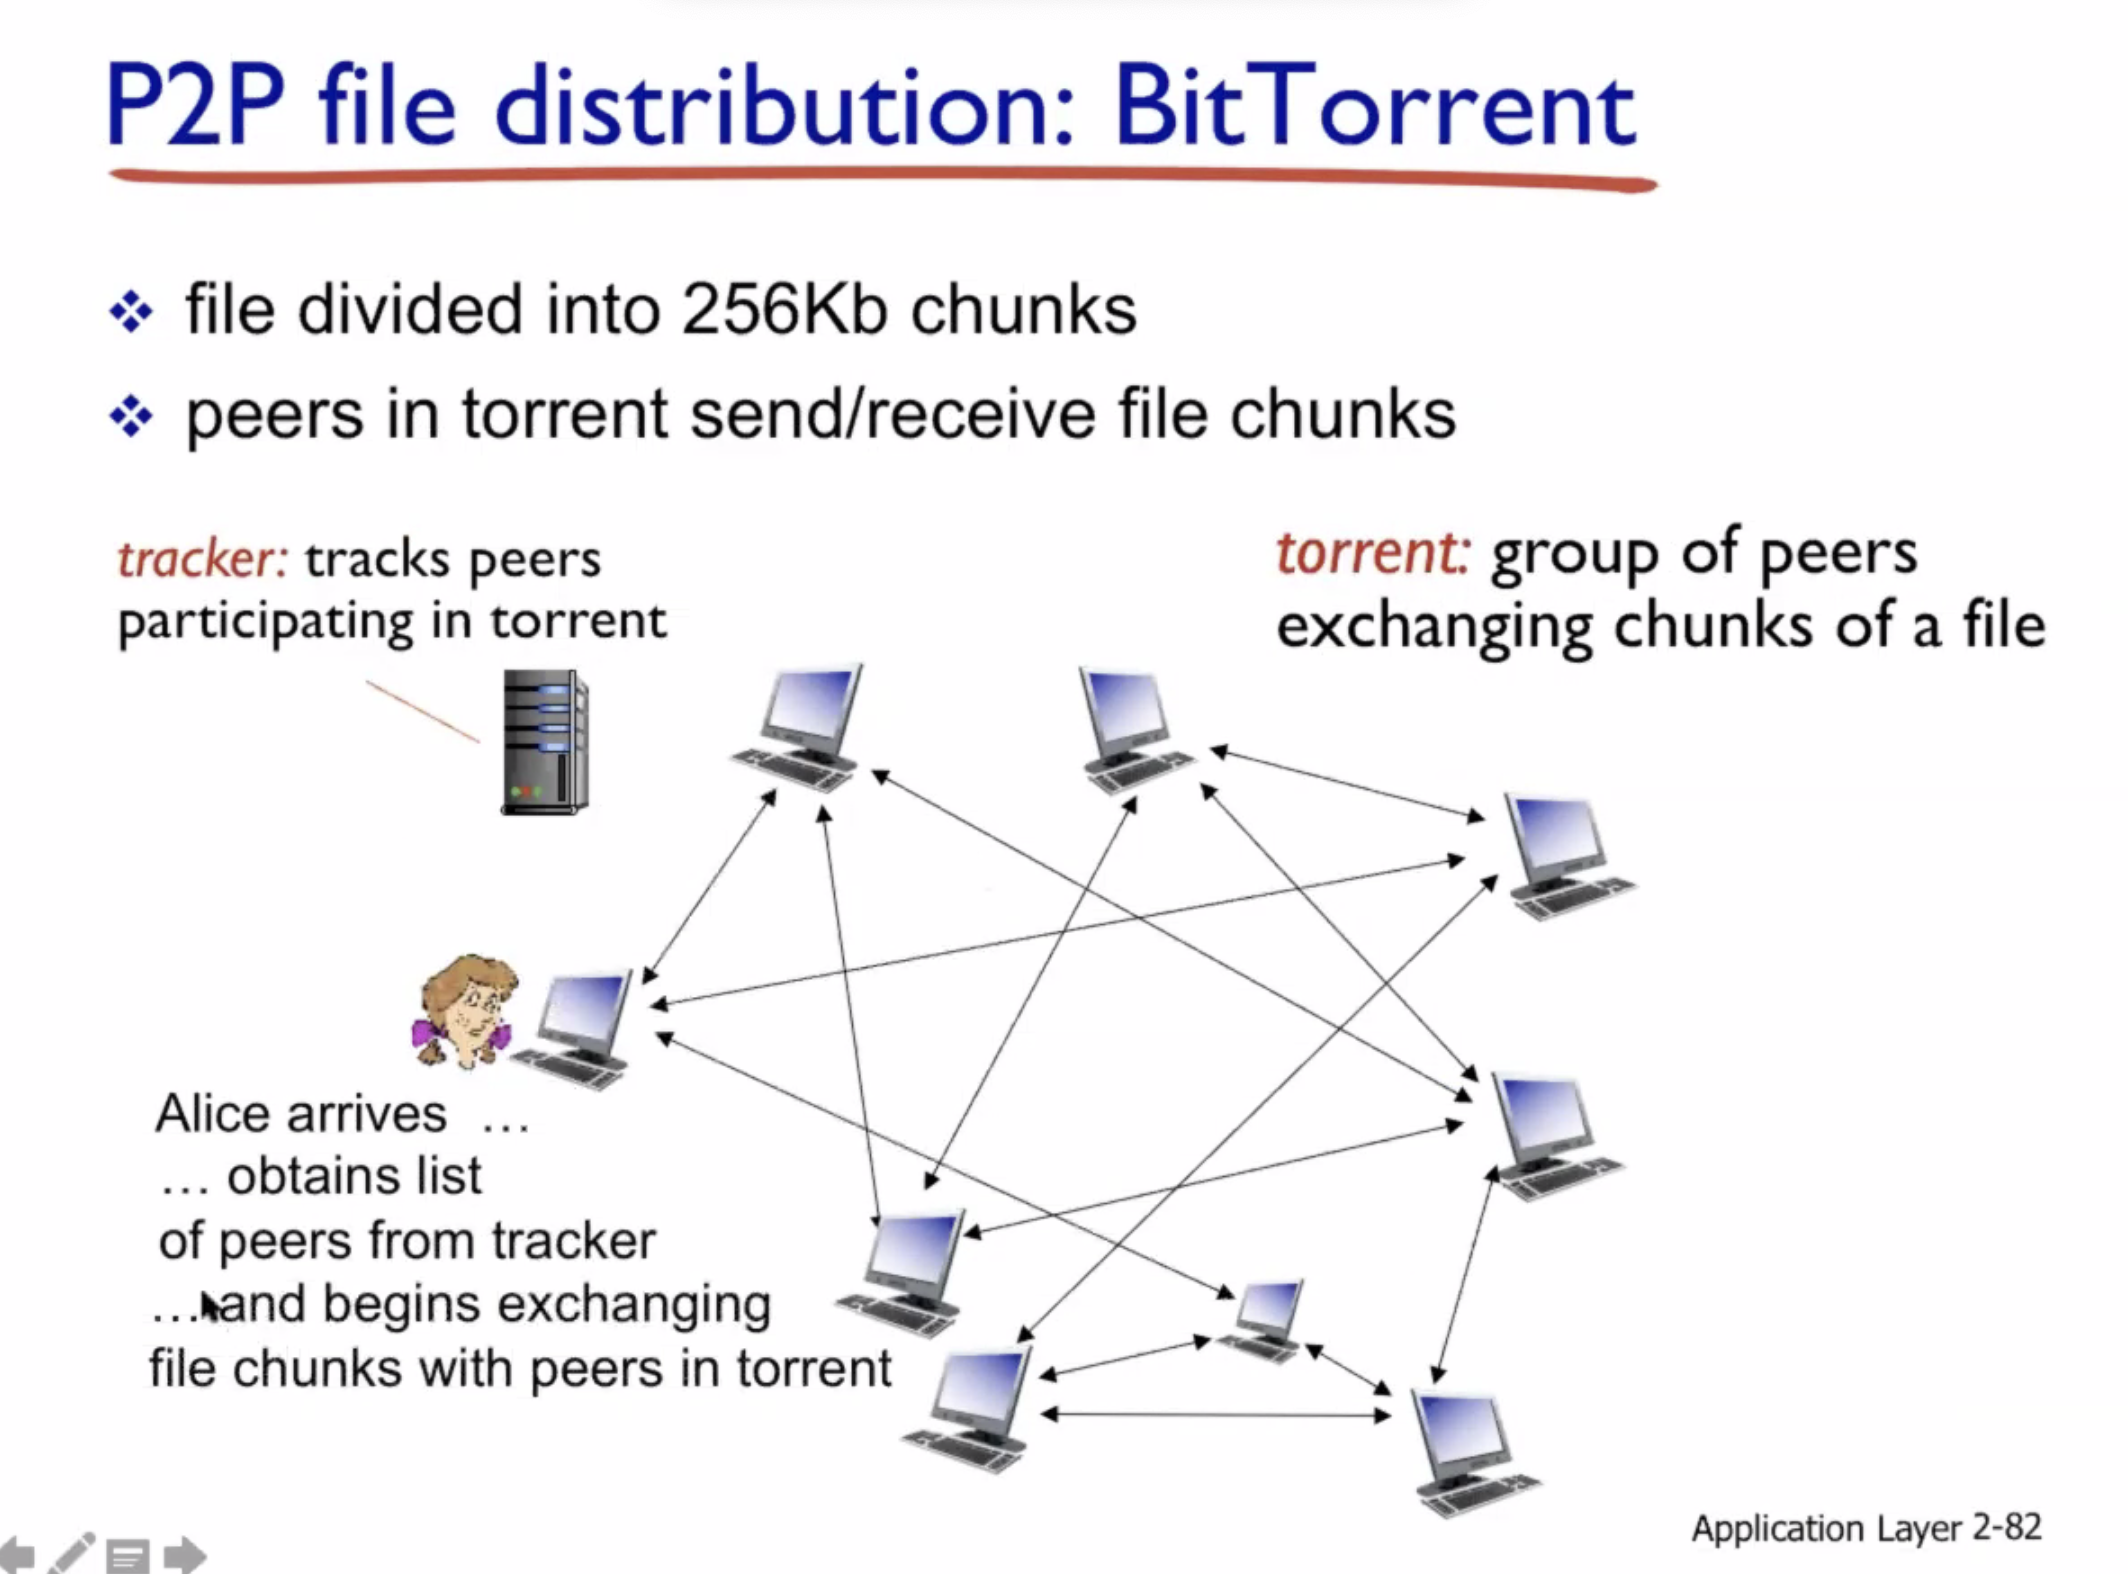 P2P file distribution: BitTorrent
file divided into 256Kb chunks
peers in torrent send/receive file chunks
tracker: tracks peers
participating in torrent
torrent: group of peers
exchanging chunks of a file
Alice arrives …
… obtains list
of peers from tracker
… and begins exchanging
file chunks with peers in torrent
Application Layer 2-82